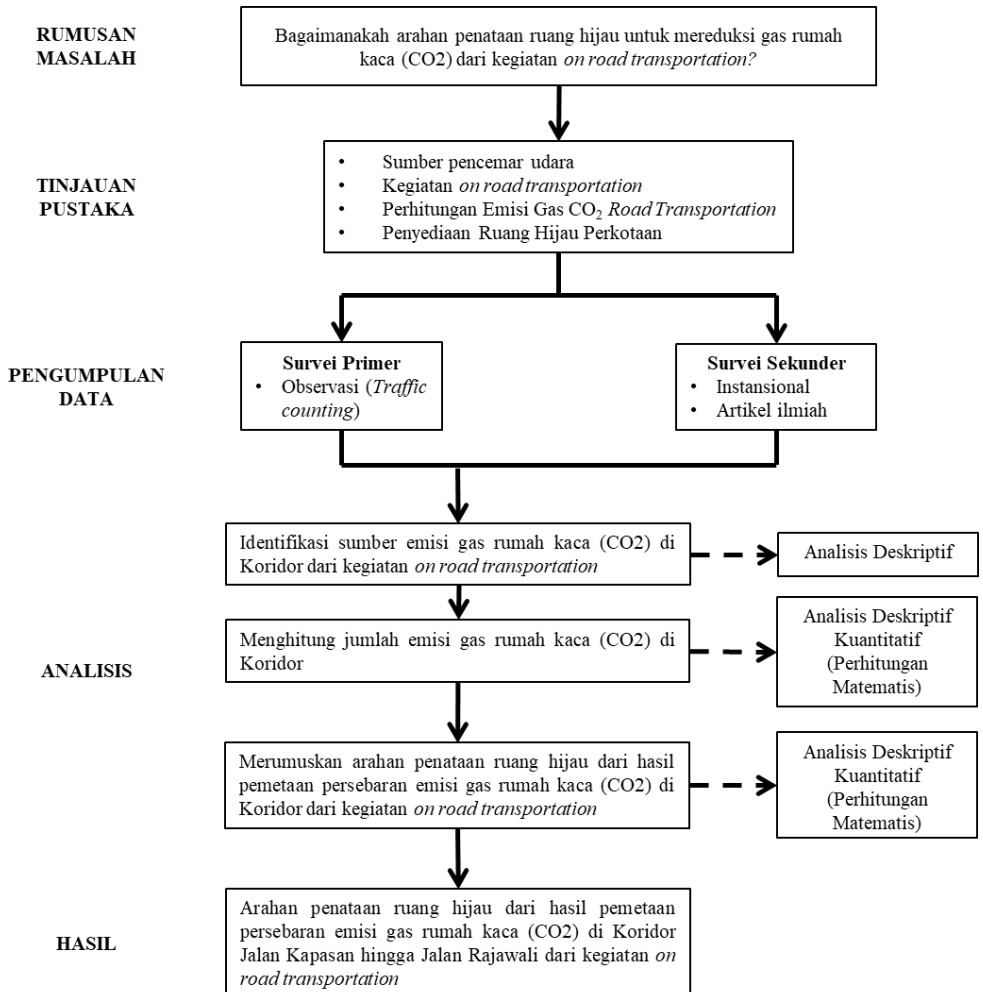 RUMUSAN
MASALAH
Bagaimanakah arahan penataan ruang hijau untuk mereduksi gas rumah
kaca (CO2) dari kegiatan on road transportation?
TINJAUAN
PUSTAKA
• Sumber pencemar udara
• Kegiatan on road transportation
• Perhitungan Emisi Gas CO₂ Road Transportation
• Penyediaan Ruang Hijau Perkotaan
PENGUMPULAN
DATA
Survei Primer
• Observasi (Traffic
counting)
Survei Sekunder
• Instansional
• Artikel ilmiah
ANALISIS
Identifikasi sumber emisi gas rumah kaca (CO2) di
Koridor dari kegiatan on road transportation
Analisis Deskriptif
Menghitung jumlah emisi gas rumah kaca (CO2) di
Koridor
Analisis Deskriptif
Kuantitatif
(Perhitungan
Matematis)
Merumuskan arahan penataan ruang hijau dari hasil
pemetaan persebaran emisi gas rumah kaca (CO2) di
Koridor dari kegiatan on road transportation
Analisis Deskriptif
Kuantitatif
(Perhitungan
Matematis)
HASIL
Arahan penataan ruang hijau dari hasil pemetaan
persebaran emisi gas rumah kaca (CO2) di Koridor
Jalan Kapasan hingga Jalan Rajawali dari kegiatan on
road transportation